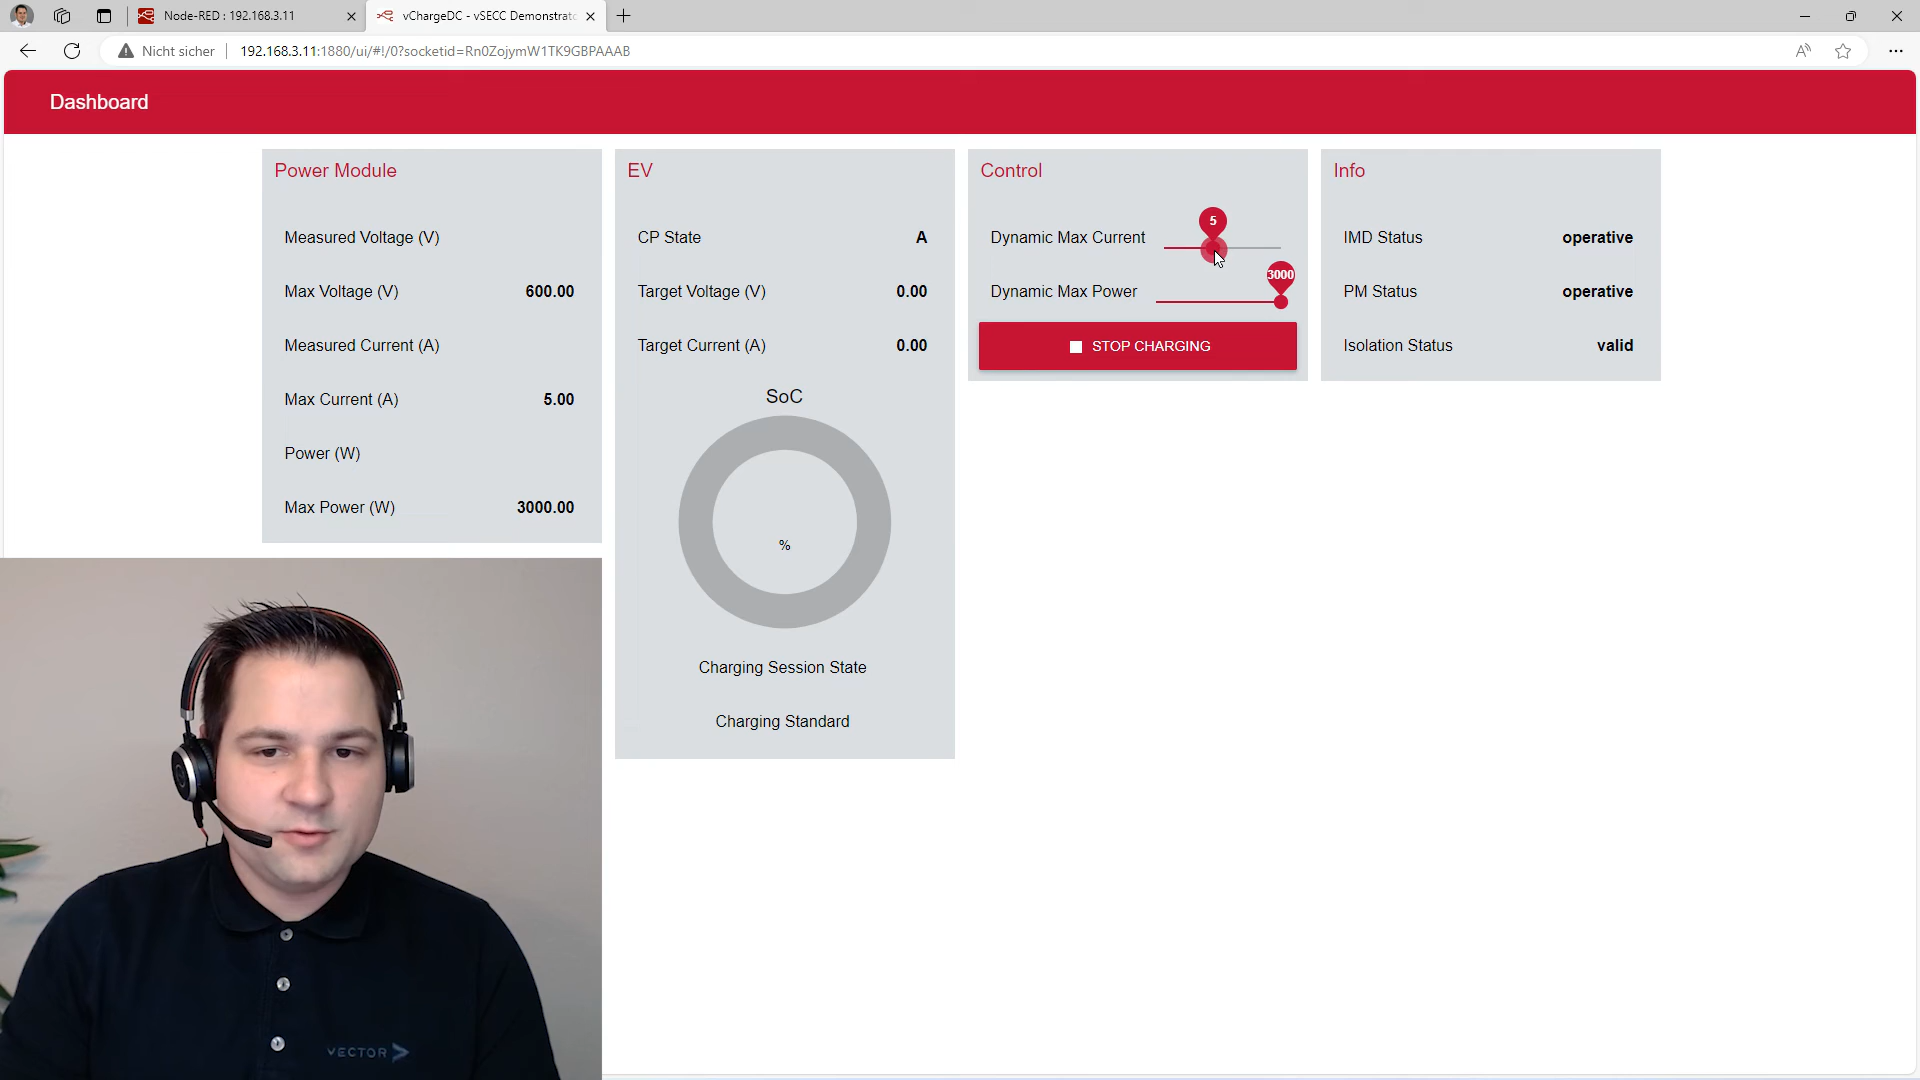 Node-RED : 192.168.3.11
vChargeDC - vSECC Demonstrato
Nicht sicher
192.168.3.11:1880/ui/#!/0?socketid=Rn0ZojymW1TK9GBPAAAB
Dashboard
Power Module
Measured Voltage (V)
Max Voltage (V) 600.00
Measured Current (A)
Max Current (A) 5.00
Power (W)
Max Power (W) 3000.00
EV
CP State A
Target Voltage (V) 0.00
Target Current (A) 0.00
SoC
%
Charging Session State
Charging Standard
Control
Dynamic Max Current 5
Dynamic Max Power 3000
STOP CHARGING
Info
IMD Status operative
PM Status operative
Isolation Status valid
VECTOR